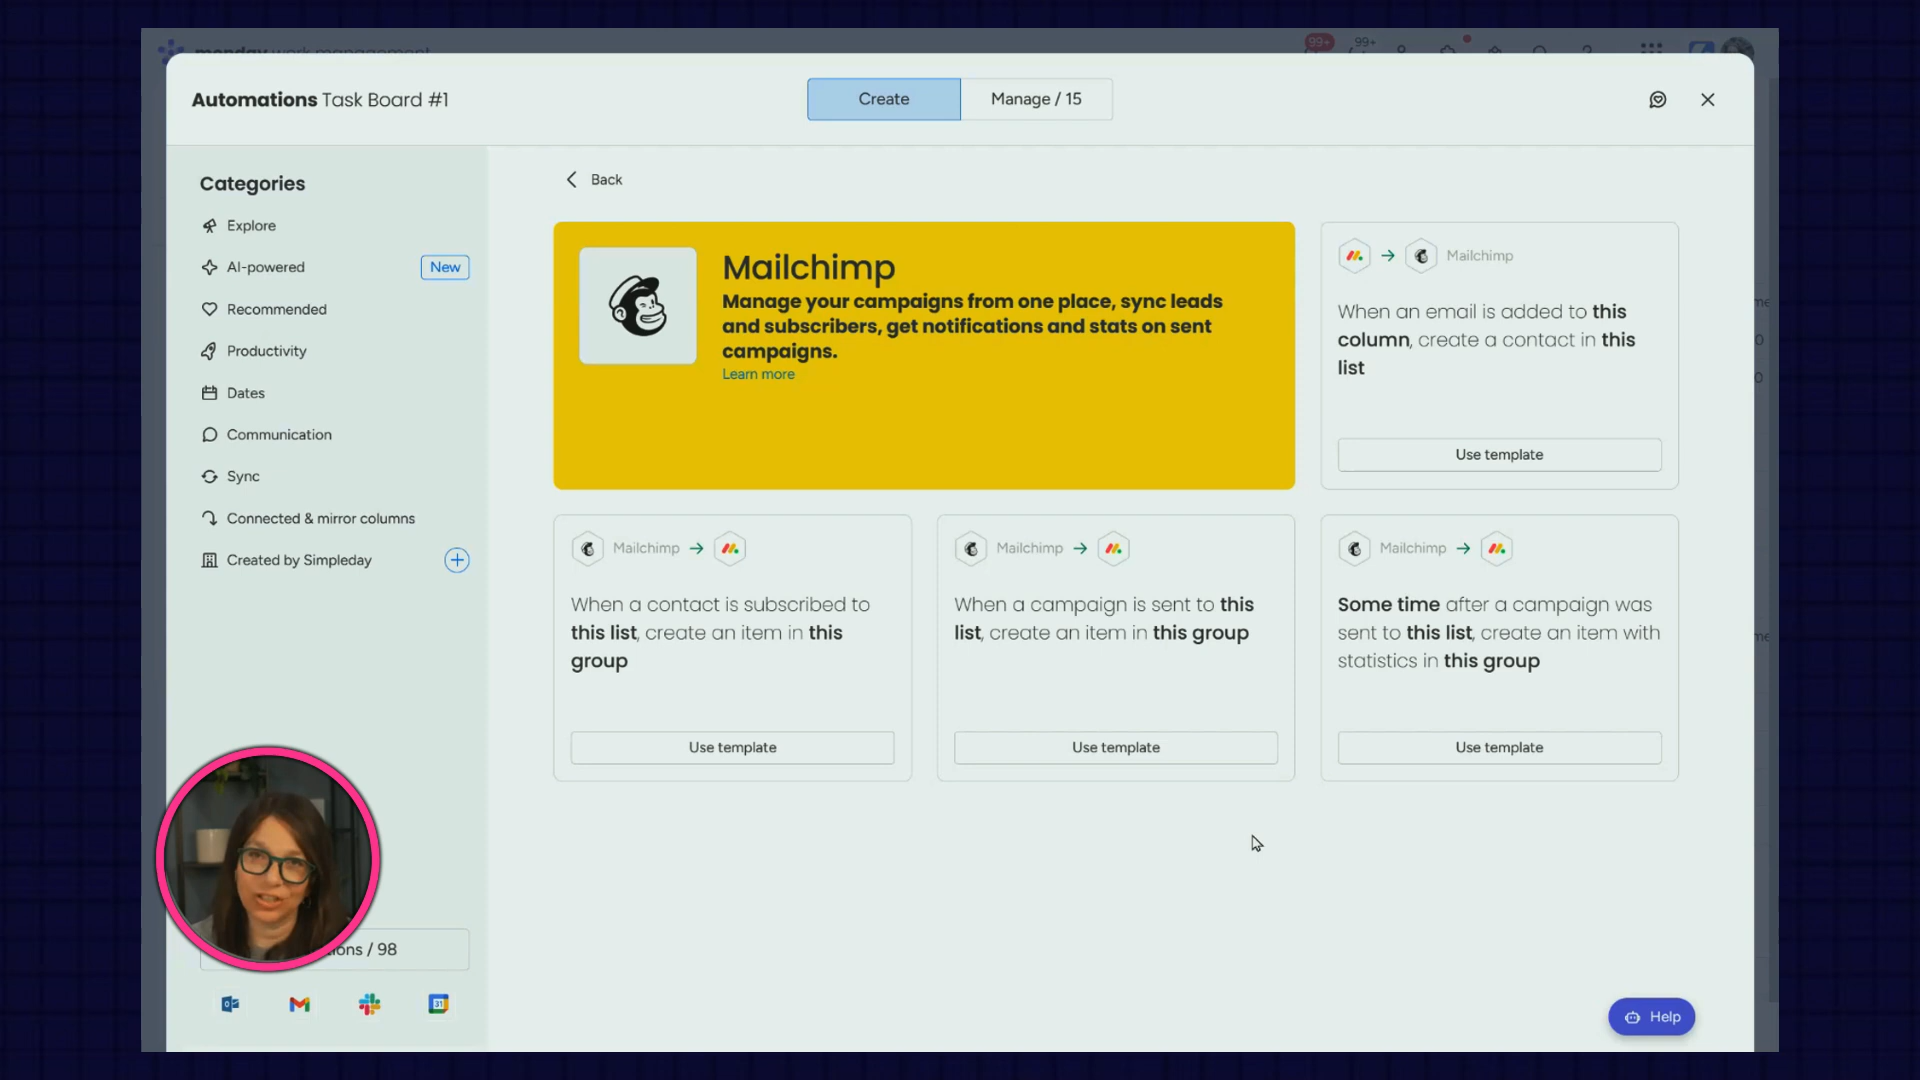 monday work management
99+
99+
Automations Task Board #1
Create
Manage / 15
Categories
Explore
AI-powered
New
Recommended
Productivity
Dates
Communication
Sync
Connected & mirror columns
Created by Simpleday
/ 98
Back
Mailchimp
Manage your campaigns from one place, sync leads
and subscribers, get notifications and stats on sent
campaigns.
Learn more
Mailchimp
When an email is added to this
column, create a contact in this
list
Use template
Mailchimp
When a contact is subscribed to
this list, create an item in this
group
Use template
Mailchimp
When a campaign is sent to this
list, create an item in this group
Use template
Mailchimp
Some time after a campaign was
sent to this list, create an item with
statistics in this group
Use template
31
Help